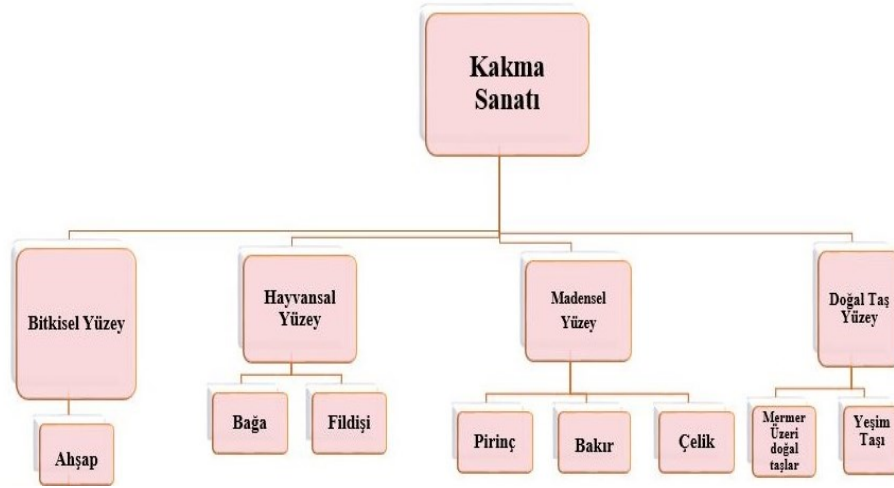 Kakma
Sanatı
Bitkisel Yüzey
Hayvansal
Yüzey
Madensel
Yüzey
Doğal Taş
Yüzey
Ahşap
Bağa
Fildişi
Pirinç
Bakır
Çelik
Mermer
Üzeri
doğal
taşlar
Yeşim
Taşı